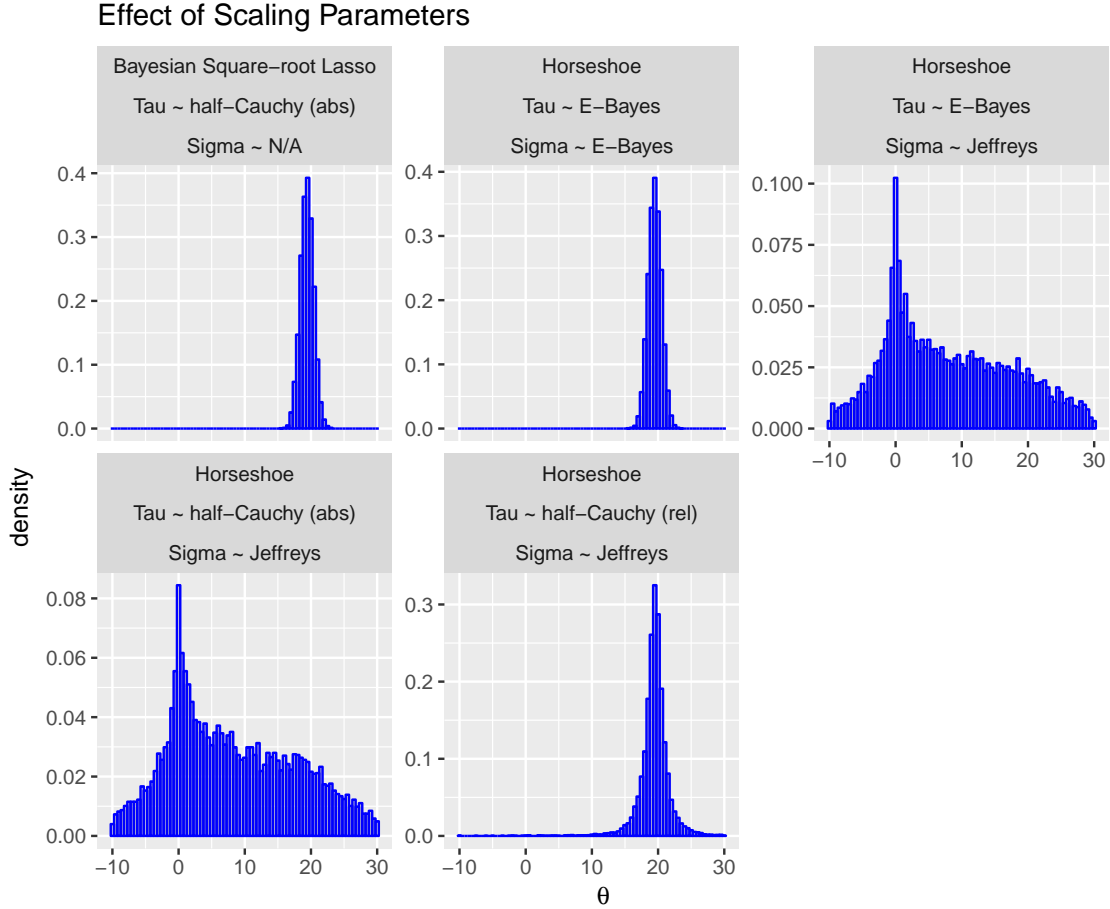 Effect of Scaling Parameters
Bayesian Square−root Lasso
Tau ~ half−Cauchy (abs)
Sigma ~ N/A
Horseshoe
Tau ~ E−Bayes
Sigma ~ E−Bayes
Horseshoe
Tau ~ E−Bayes
Sigma ~ Jeffreys
0.4
0.3
0.2
0.1
0.0
0.4
0.3
0.2
0.1
0.0
0.100
0.075
0.050
0.025
0.000
−10 0 10 20 30
density
Horseshoe
Tau ~ half−Cauchy (abs)
Sigma ~ Jeffreys
Horseshoe
Tau ~ half−Cauchy (rel)
Sigma ~ Jeffreys
0.08
0.06
0.04
0.02
0.00
0.3
0.2
0.1
0.0
−10 0 10 20 30
−10 0 10 20 30
θ